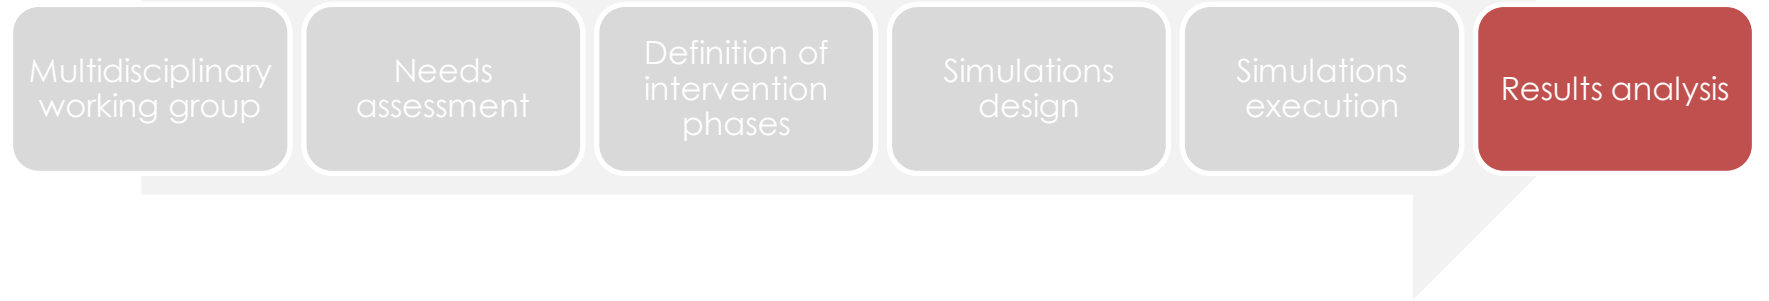 Multidisciplinary
working group
Needs
assessment
Definition of
intervention
phases
Simulations
design
Simulations
execution
Results analysis